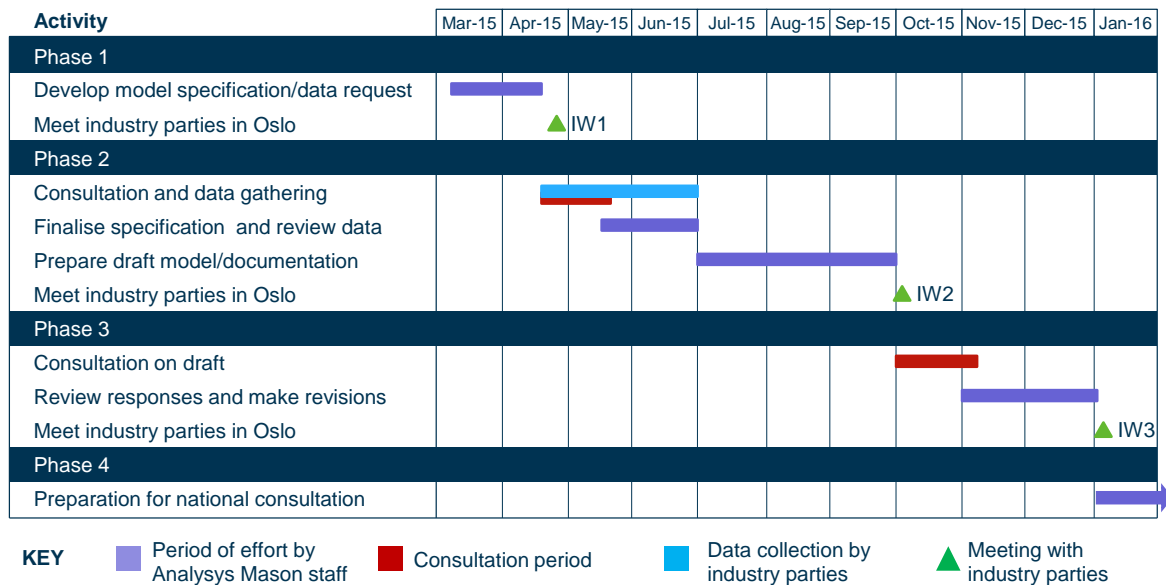 Activity Mar-15 Apr-15 May-15 Jun-15 Jul-15 Aug-15 Sep-15 Oct-15 Nov-15 Dec-15 Jan-16
Phase 1
Develop model specification/data request
Meet industry parties in Oslo IW1
Phase 2
Consultation and data gathering
Finalise specification and review data
Prepare draft model/documentation
Meet industry parties in Oslo IW2
Phase 3
Consultation on draft
Review responses and make revisions
Meet industry parties in Oslo IW3
Phase 4
Preparation for national consultation
KEY
Period of effort by
Analysys Mason staff
Consultation period
Data collection by
industry parties
Meeting with
industry parties